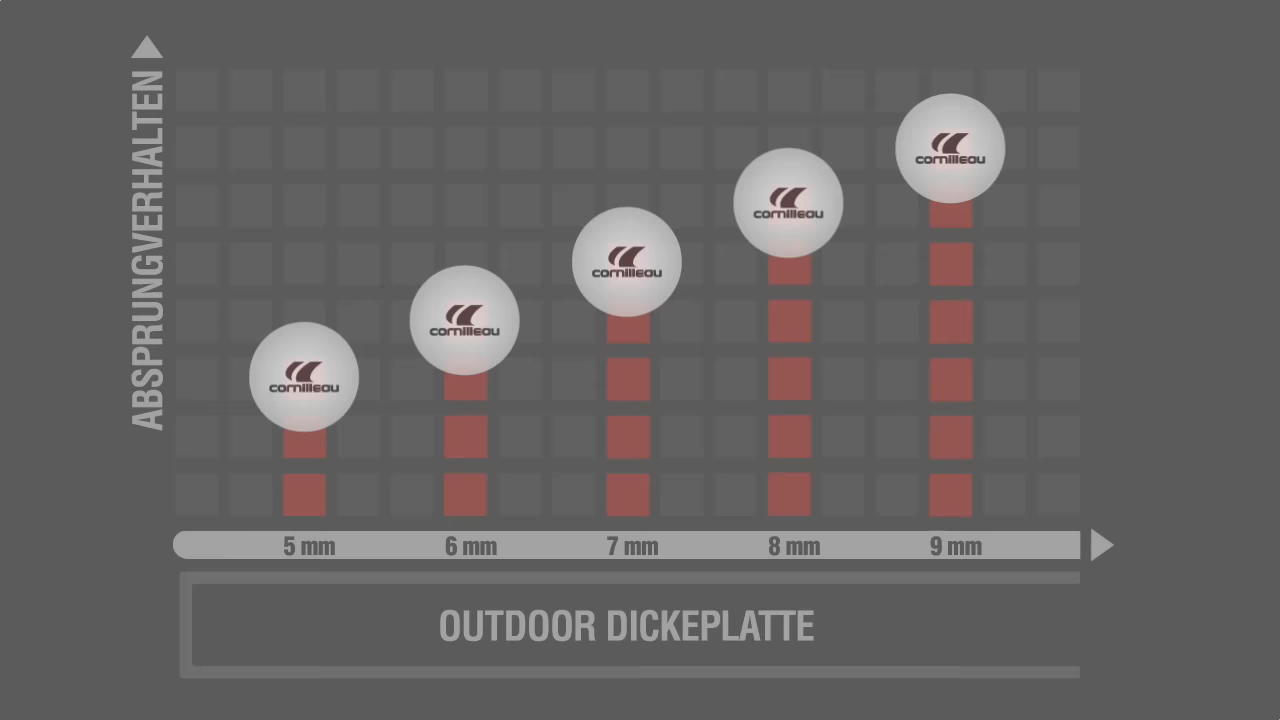 ABSPRUNGVERHALTEN
cornilleau
cornilleau
cornilleau
cornilleau
cornilleau
5 mm 6 mm 7 mm 8 mm 9 mm
OUTDOOR DICKEPLATTE